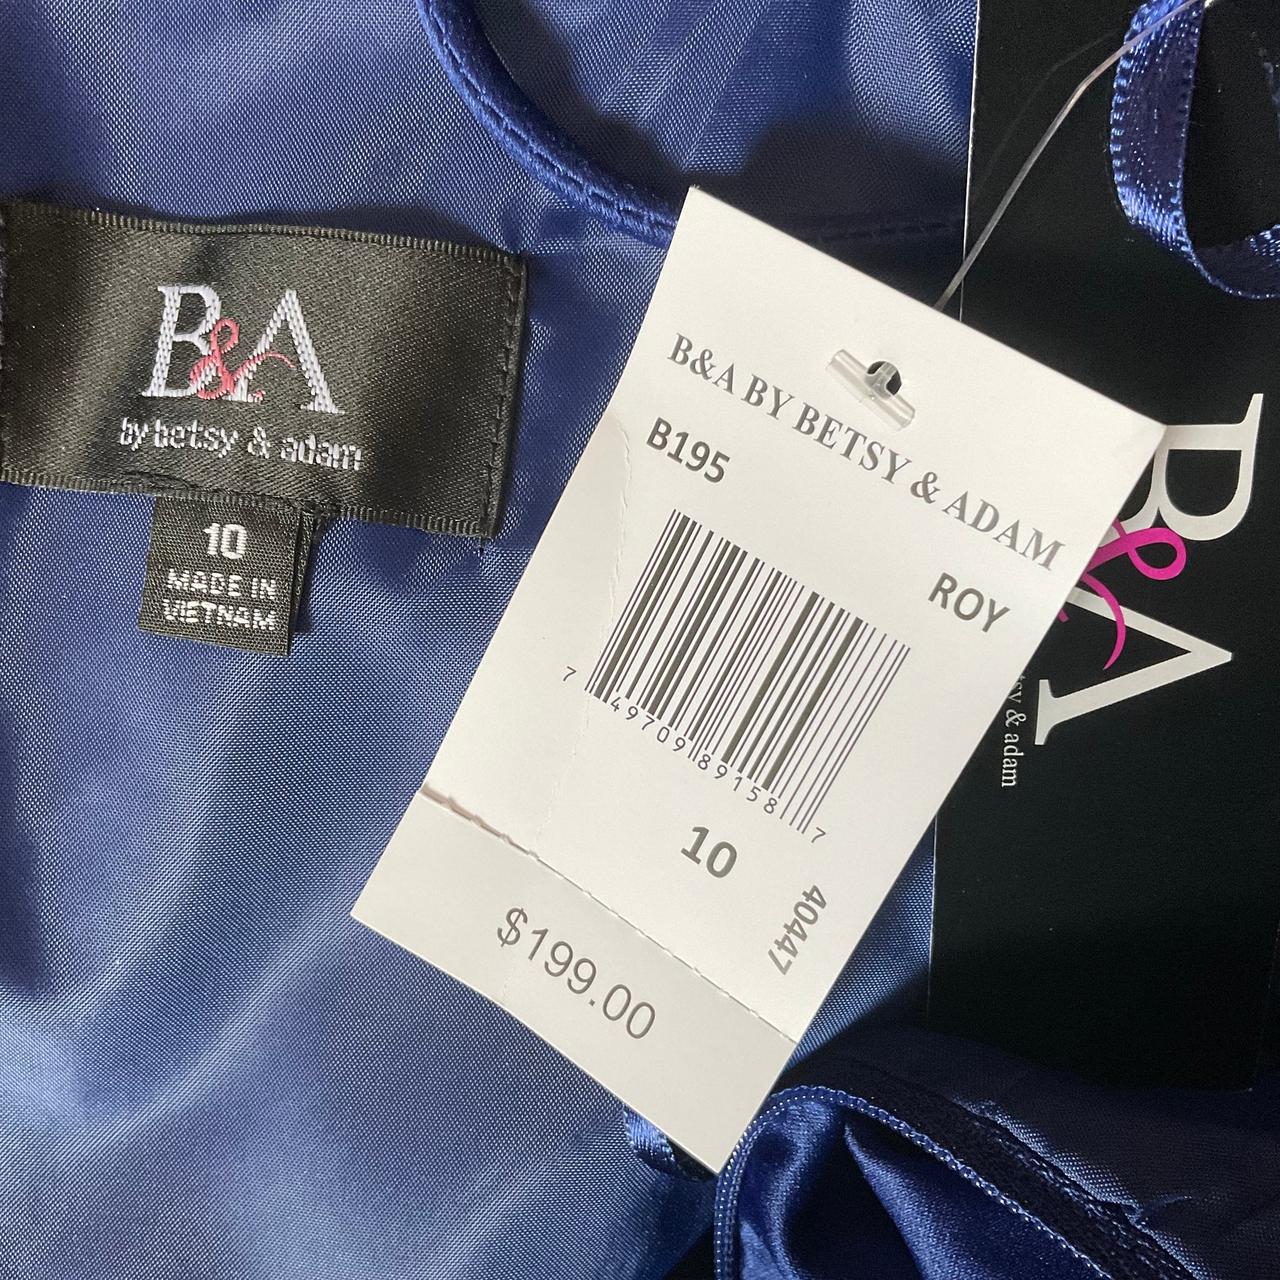 B&A
by betsy & adam
10
MADE IN
VIETNAM
B&A BY BETSY & ADAM
B195
ROY
7 49709 89158 7
10
40447
$199.00
B&A
& adam